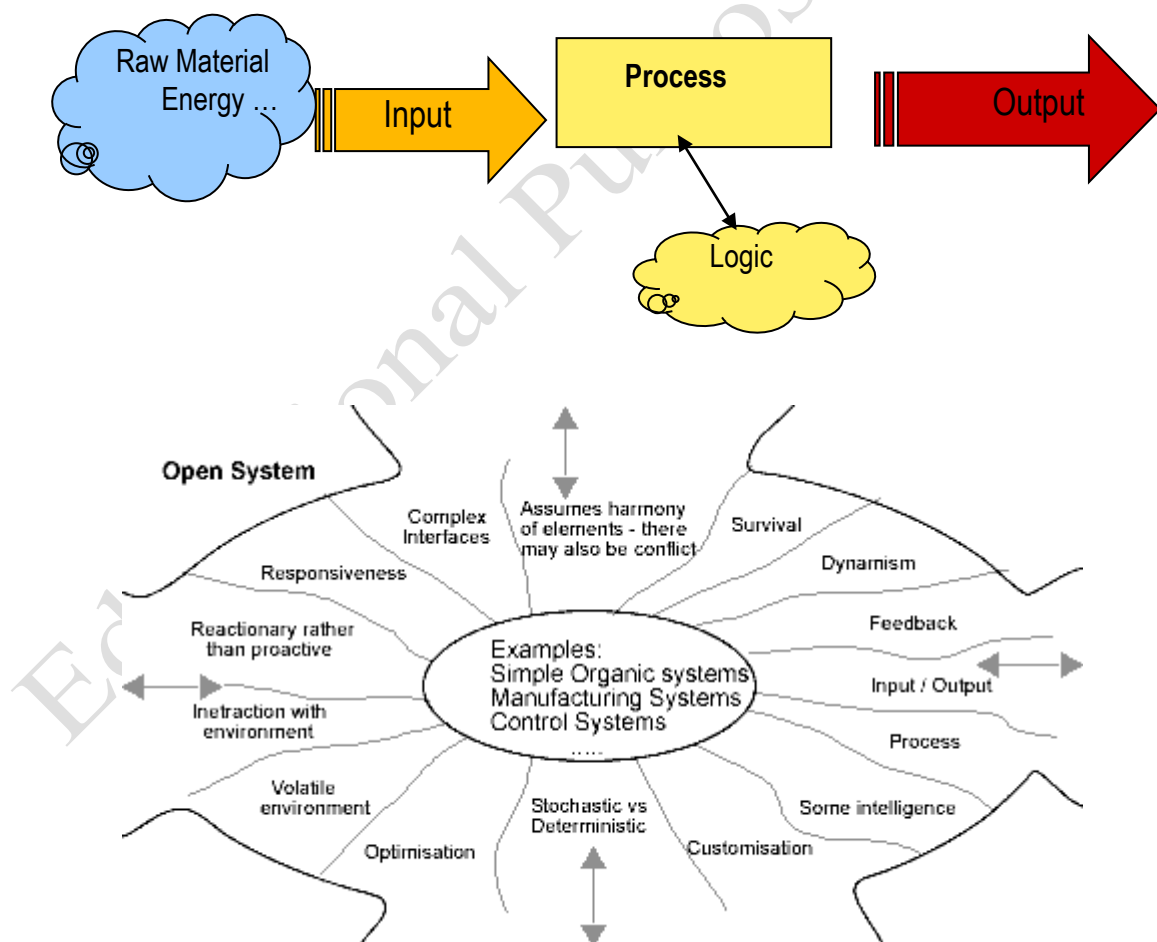 Raw Material
Energy ...
Input
Process
Output
Logic
Open System
Complex
Interfaces
Assumes harmony
of elements - there
may also be conflict
Survival
Responsiveness
Dynamism
Reactionary rather
than proactive
Feedback
Examples:
Simple Organic systems
Manufacturing Systems
Control Systems
.....
Input / Output
Inetraction with
environment
Process
Volatile
environment
Stochastic vs
Deterministic
Some intelligence
Optimisation
Customisation